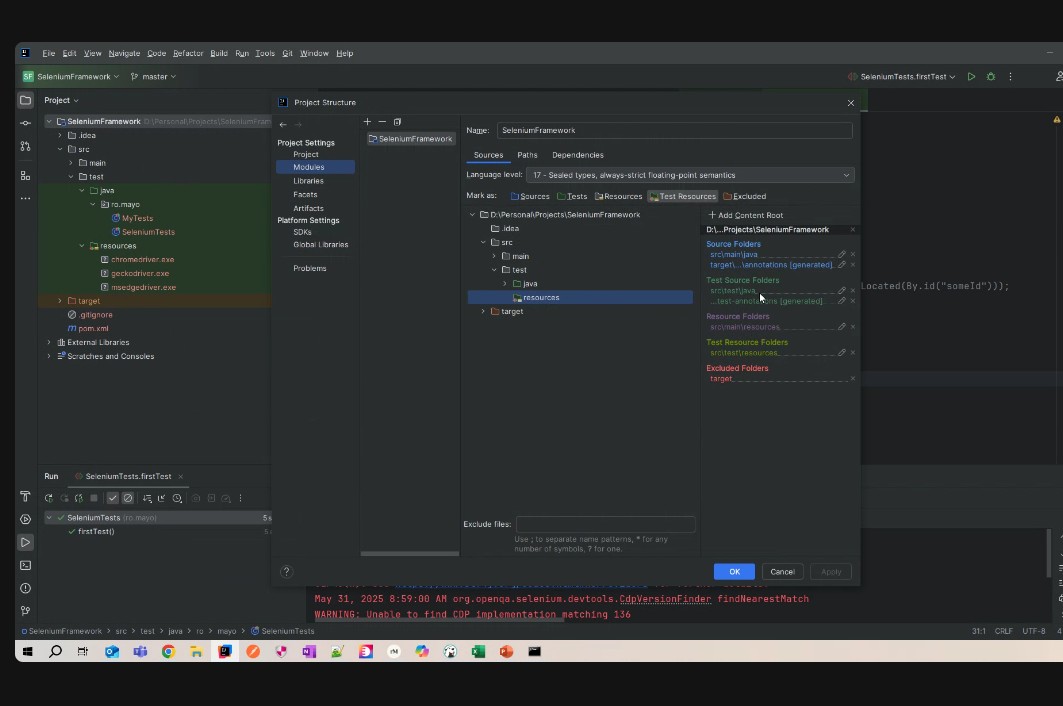 File Edit View Navigate Code Refactor Build Run Tools Git Window Help
SF SeleniumFramework master SeleniumTests.firstTest
Project
SeleniumFramework D:\Personal\Projects\SeleniumFram
.idea
src
main
test
java
ro.mayo
MyTests
SeleniumTests
resources
chromedriver.exe
geckodriver.exe
msedgedriver.exe
target
.gitignore
pom.xml
External Libraries
Scratches and Consoles
Project Structure
Project Settings
Project
Modules
Libraries
Facets
Artifacts
Platform Settings
SDKs
Global Libraries
Problems
SeleniumFramework
Name: SeleniumFramework
Sources Paths Dependencies
Language level: 17 - Sealed types, always-strict floating-point semantics
Mark as: Sources Tests Resources Test Resources Excluded
D:\Personal\Projects\SeleniumFramework
.idea
src
main
test
java
resources
target
+ Add Content Root
D:\...Projects\SeleniumFramework
Source Folders
src\main\java
target\...\annotations [generated]
Test Source Folders
src\test\java
...test-annotations [generated]
Resource Folders
src\main\resources
Test Resource Folders
src\test\resources
Excluded Folders
target
Located(By.id("someId")));
Exclude files:
Use ; to separate name patterns, * for any
number of symbols, ? for one.
? OK Cancel Apply
Run SeleniumTests.firstTest
SeleniumTests (ro.mayo) 5 s
firstTest() 5 s
May 31, 2025 8:59:00 AM org.openqa.selenium.devtools.CdpVersionFinder findNearestMatch
WARNING: Unable to find CDP implementation matching 136
SeleniumFramework > src > test > java > ro > mayo > SeleniumTests 31:1 CRLF UTF-8 4